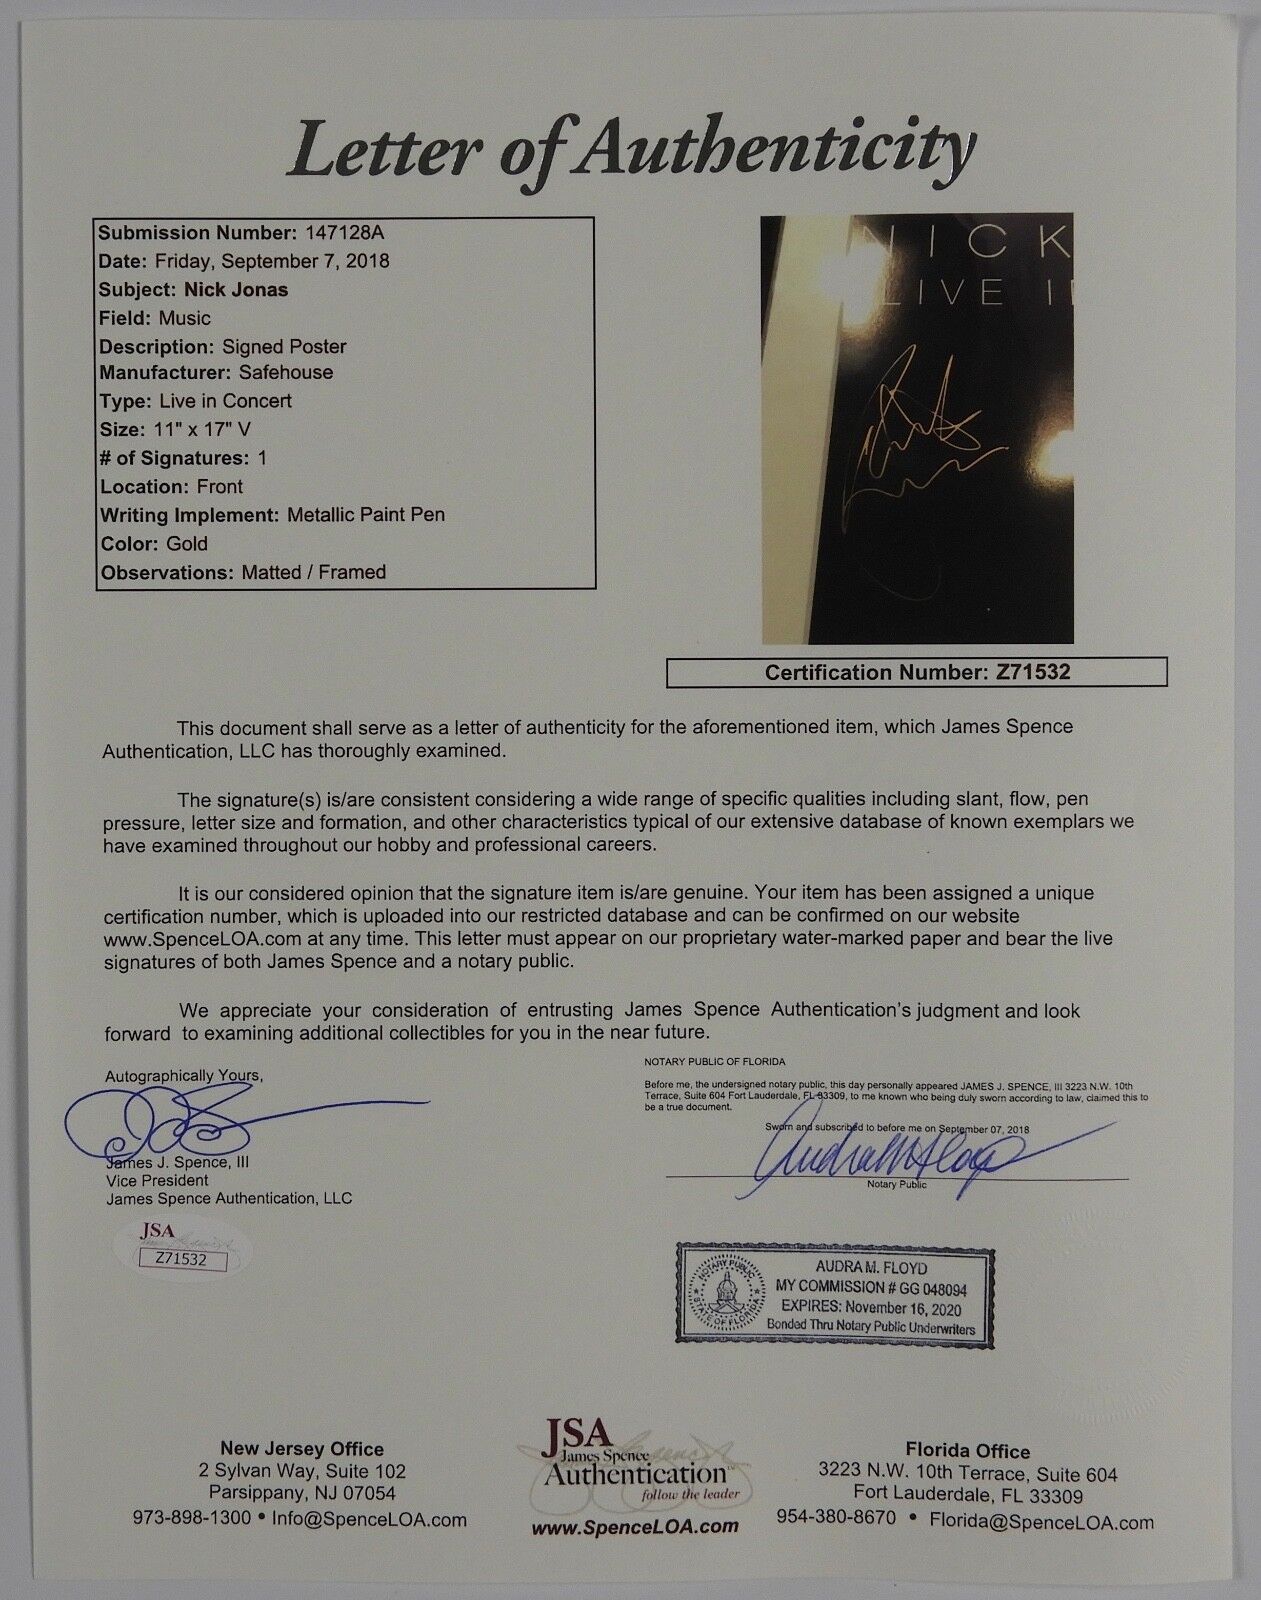 Letter of Authenticity
Submission Number: 147128A
Date: Friday, September 7, 2018
Subject: Nick Jonas
Field: Music
Description: Signed Poster
Manufacturer: Safehouse
Type: Live in Concert
Size: 11" x 17" V
# of Signatures: 1
Location: Front
Writing Implement: Metallic Paint Pen
Color: Gold
Observations: Matted / Framed
NICK
LIVE I
Certification Number: Z71532
This document shall serve as a letter of authenticity for the aforementioned item, which James Spence
Authentication, LLC has thoroughly examined.
The signature(s) is/are consistent considering a wide range of specific qualities including slant, flow, pen
pressure, letter size and formation, and other characteristics typical of our extensive database of known exemplars we
have examined throughout our hobby and professional careers.
It is our considered opinion that the signature item is/are genuine. Your item has been assigned a unique
certification number, which is uploaded into our restricted database and can be confirmed on our website
www.SpenceLOA.com at any time. This letter must appear on our proprietary water-marked paper and bear the live
signatures of both James Spence and a notary public.
We appreciate your consideration of entrusting James Spence Authentication's judgment and look
forward to examining additional collectibles for you in the near future.
Autographically Yours,
James J. Spence, III
Vice President
James Spence Authentication, LLC
JSA
Z71532
NOTARY PUBLIC OF FLORIDA
Before me, the undersigned notary public, this day personally appeared JAMES J. SPENCE, III 3223 N.W. 10th
Terrace, Suite 604 Fort Lauderdale, FL 33309, to me known who being duly sworn according to law, claimed this to
be a true document.
Sworn and subscribed to before me on September 07, 2018
Audra M Floyd
Notary Public
NOTARY PUBLIC
STATE OF FLORIDA
AUDRA M. FLOYD
MY COMMISSION # GG 048094
EXPIRES: November 16, 2020
Bonded Thru Notary Public Underwriters
New Jersey Office
2 Sylvan Way, Suite 102
Parsippany, NJ 07054
973-898-1300 • Info@SpenceLOA.com
JSA
James Spence
Authentication™
follow the leader
www.SpenceLOA.com
Florida Office
3223 N.W. 10th Terrace, Suite 604
Fort Lauderdale, FL 33309
954-380-8670 • Florida@SpenceLOA.com